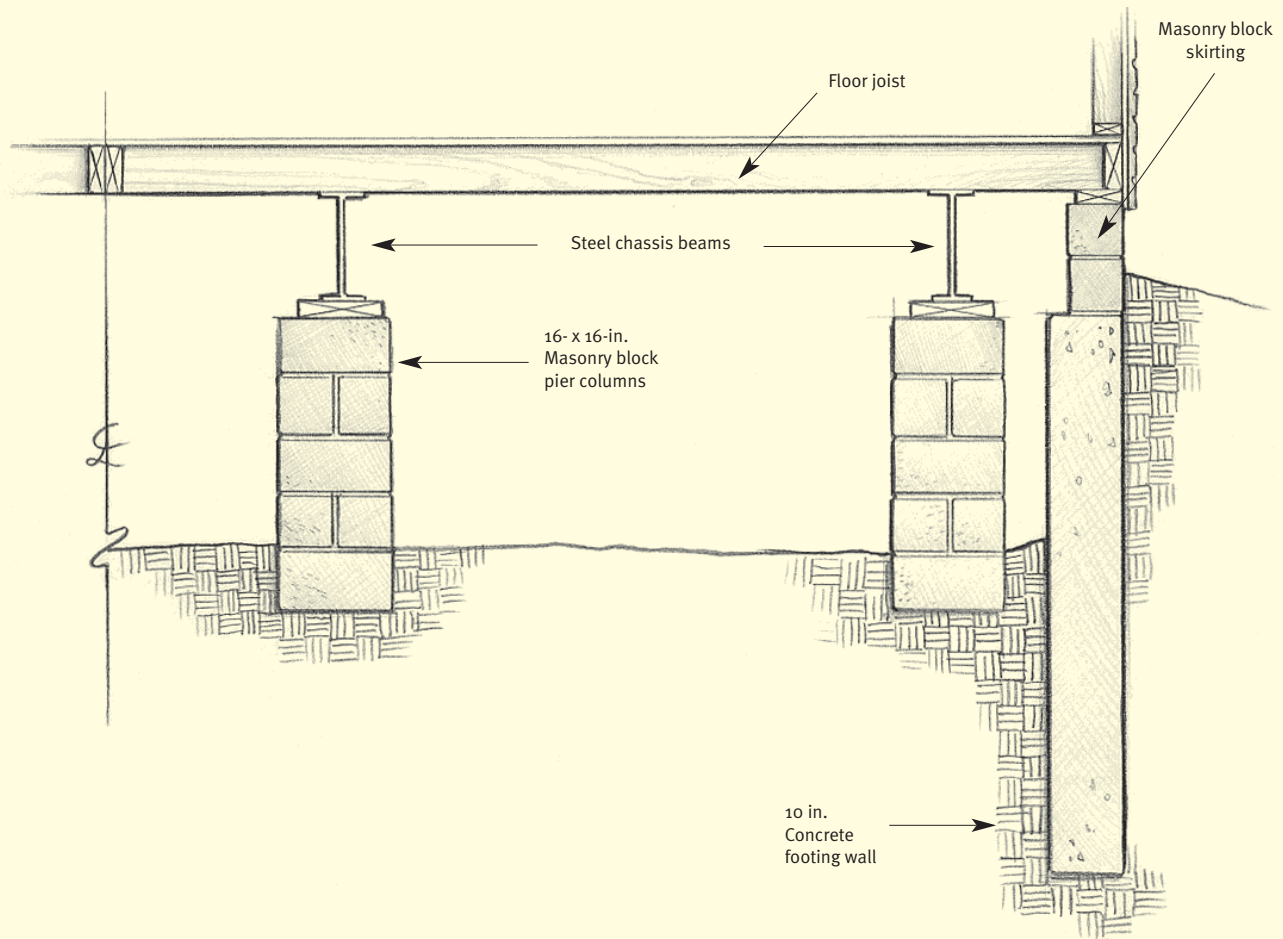 Masonry block
skirting
Floor joist
Steel chassis beams
16- x 16-in.
Masonry block
pier columns
℄
10 in.
Concrete
footing wall